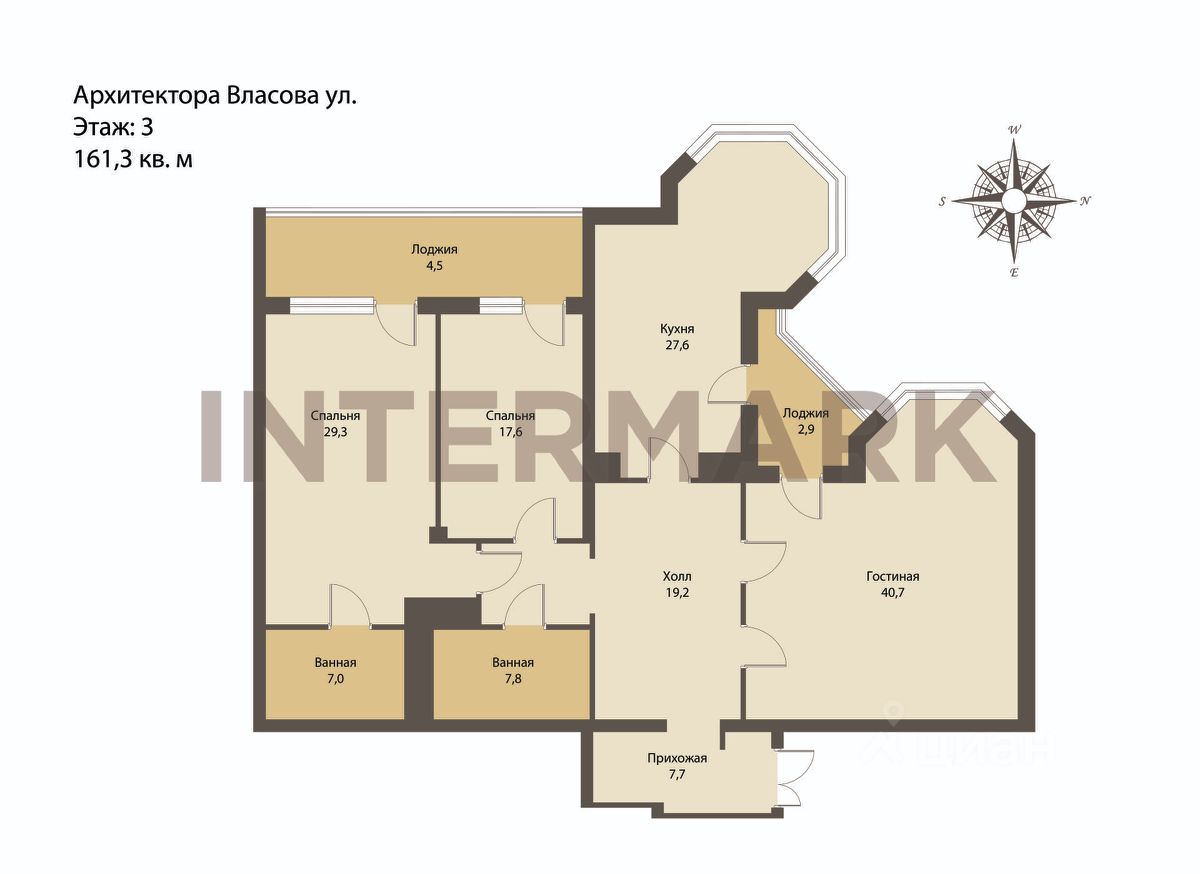 Архитектора Власова ул.
Этаж: 3
161,3 кв. м
W
S
N
E
Лоджия
4,5
Кухня
27,6
Спальня
29,3
Спальня
17,6
Лоджия
2,9
INTERMARK
Холл
19,2
Гостиная
40,7
Ванная
7,0
Ванная
7,8
Прихожая
7,7
циан